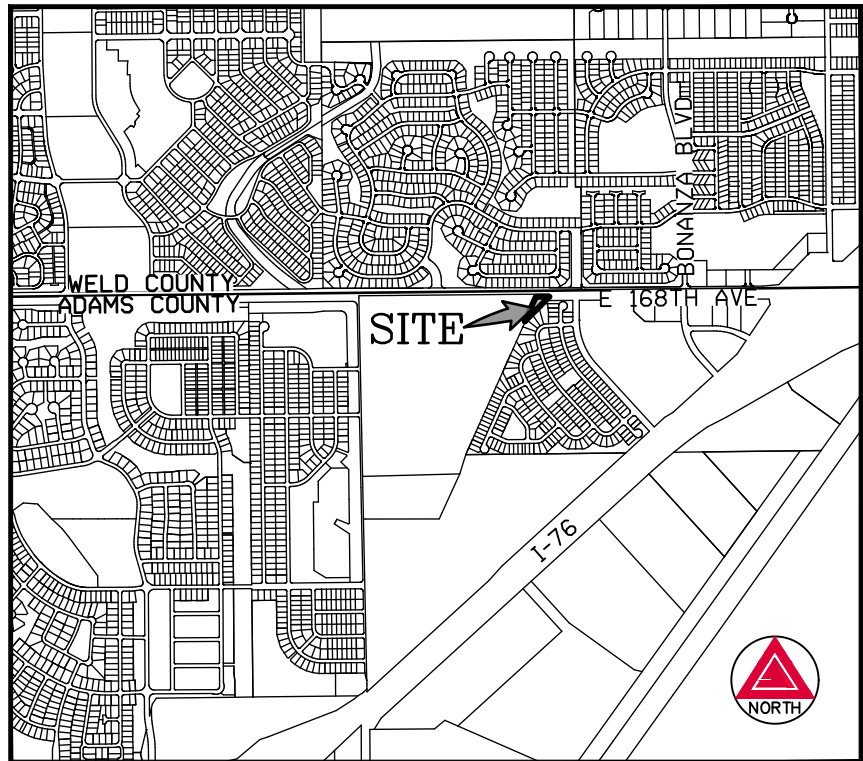 BONANZA BLVD
WELD COUNTY
ADAMS COUNTY
E 168TH AVE
SITE
I-76
NORTH